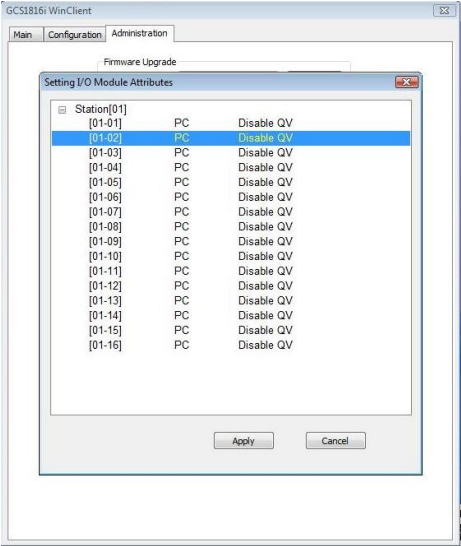 GCS1816i WinClient
Main Configuration Administration
Firmware Upgrade
Setting I/O Module Attributes
Station[01]
[01-01] PC Disable QV
[01-02] PC Disable QV
[01-03] PC Disable QV
[01-04] PC Disable QV
[01-05] PC Disable QV
[01-06] PC Disable QV
[01-07] PC Disable QV
[01-08] PC Disable QV
[01-09] PC Disable QV
[01-10] PC Disable QV
[01-11] PC Disable QV
[01-12] PC Disable QV
[01-13] PC Disable QV
[01-14] PC Disable QV
[01-15] PC Disable QV
[01-16] PC Disable QV
Apply Cancel